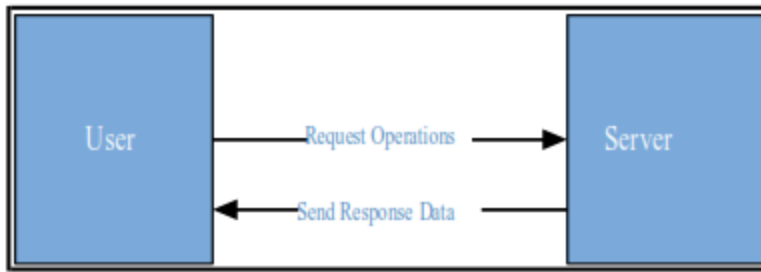 User
Request Operations
Server
Send Response Data